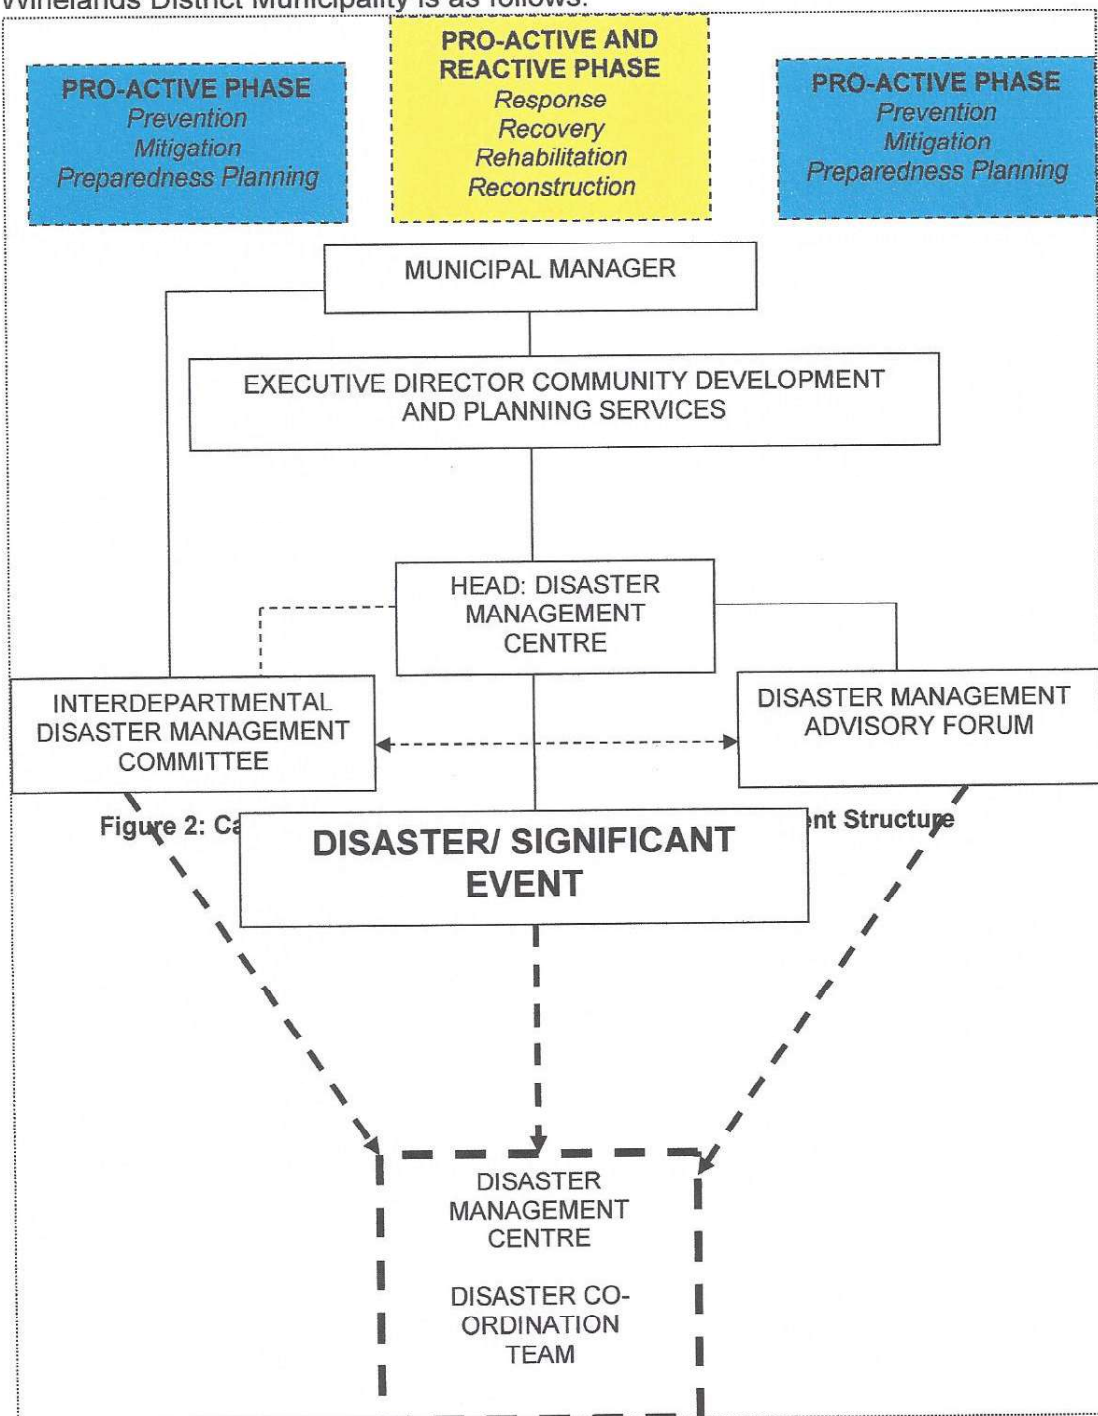 Winelands District Municipality is as follows:
PRO-ACTIVE PHASE
Prevention
Mitigation
Preparedness Planning
PRO-ACTIVE AND
REACTIVE PHASE
Response
Recovery
Rehabilitation
Reconstruction
PRO-ACTIVE PHASE
Prevention
Mitigation
Preparedness Planning
MUNICIPAL MANAGER
EXECUTIVE DIRECTOR COMMUNITY DEVELOPMENT
AND PLANNING SERVICES
HEAD: DISASTER
MANAGEMENT
CENTRE
INTERDEPARTMENTAL
DISASTER MANAGEMENT
COMMITTEE
DISASTER MANAGEMENT
ADVISORY FORUM
Figure 2: Ca
ent Structure
DISASTER/ SIGNIFICANT
EVENT
DISASTER
MANAGEMENT
CENTRE
DISASTER CO-
ORDINATION
TEAM